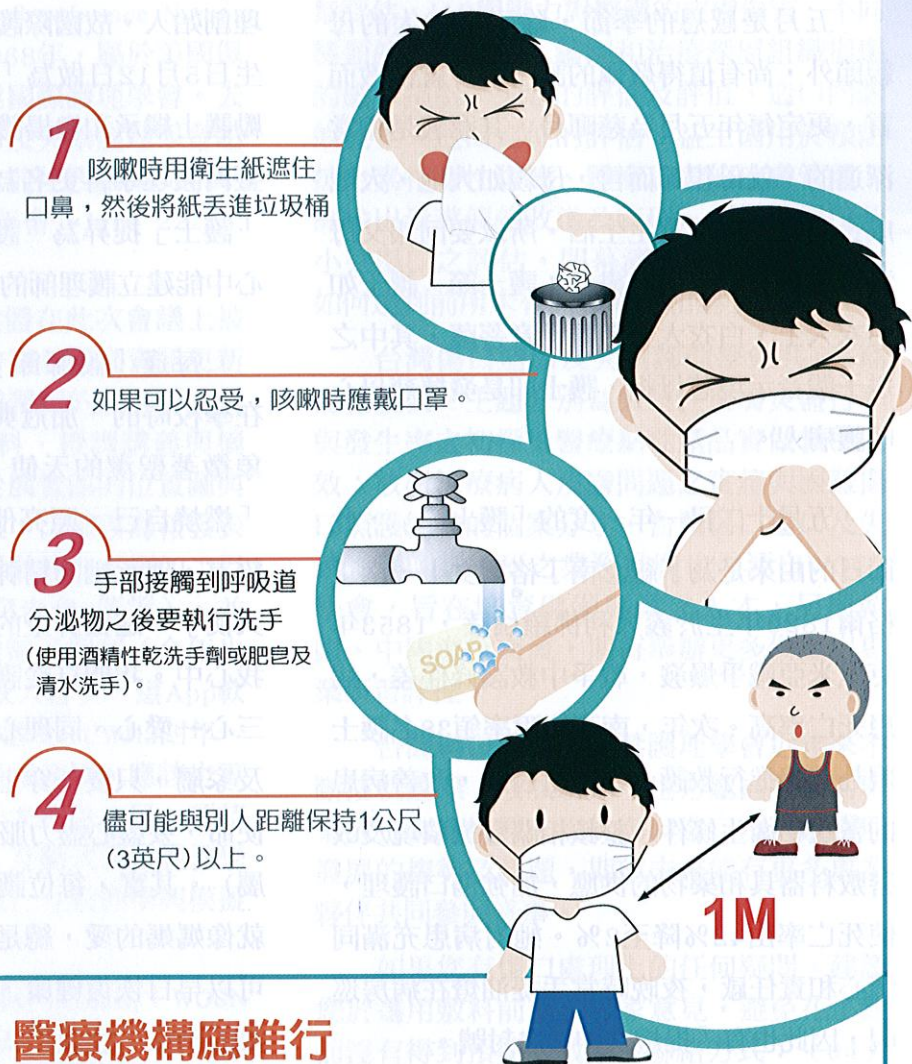 1
咳嗽時用衛生紙遮住
口鼻，然後將紙丟進垃圾桶
2
如果可以忍受，咳嗽時應戴口罩。
3
手部接觸到呼吸道
分泌物之後要執行洗手
(使用酒精性乾洗手劑或肥皂及
清水洗手)。
SOAP
4
儘可能與別人距離保持1公尺
(3英尺)以上。
1M
醫療機構應推行